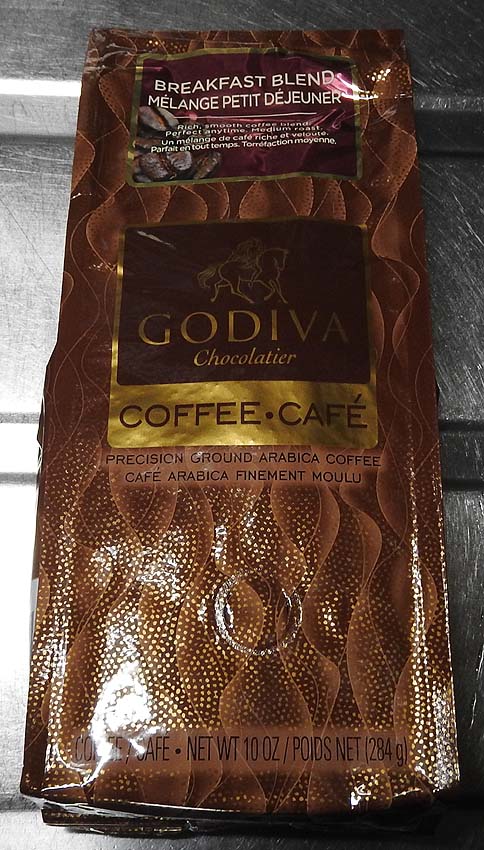 BREAKFAST BLEND
MÉLANGE PETIT DÉJEUNER
Rich, smooth coffee blend.
Perfect anytime. Medium roast.
Un mélange de café riche et velouté.
Parfait en tout temps. Torréfaction moyenne.
GODIVA
Chocolatier
COFFEE • CAFÉ
PRECISION GROUND ARABICA COFFEE
CAFÉ ARABICA FINEMENT MOULU
COFFEE / CAFÉ • NET WT 10 OZ / POIDS NET (284 g)